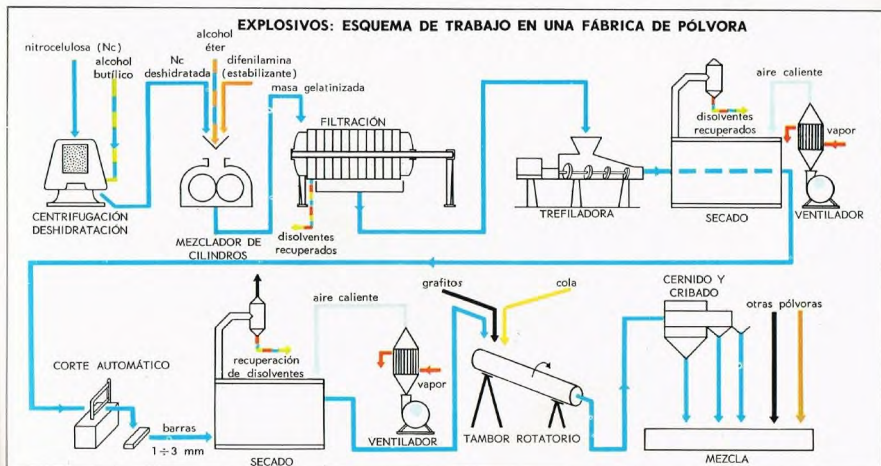 EXPLOSIVOS: ESQUEMA DE TRABAJO EN UNA FÁBRICA DE PÓLVORA
nitrocelulosa (Nc)
alcohol
butílico
Nc
deshidratada
alcohol
éter
difenilamina
(estabilizante)
masa gelatinizada
FILTRACIÓN
disolventes
recuperados
aire caliente
vapor
CENTRIFUGACIÓN
DESHIDRATACIÓN
MEZCLADOR DE
CILINDROS
disolventes
recuperados
TREFILADORA
SECADO
VENTILADOR
CORTE AUTOMÁTICO
barras
1÷3 mm
recuperación
de disolventes
SECADO
aire caliente
vapor
VENTILADOR
grafitos
cola
TAMBOR ROTATORIO
CERNIDO Y
CRIBADO
otras pólvoras
MEZCLA